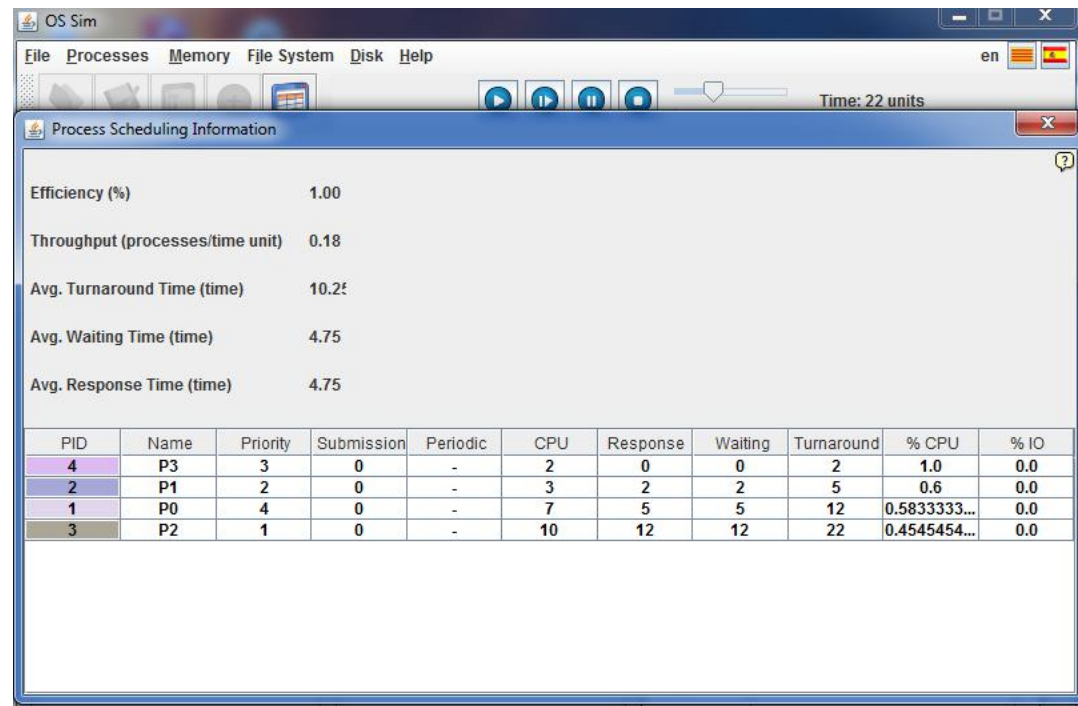 OS Sim
File Processes Memory File System Disk Help en
Time: 22 units
Process Scheduling Information
Efficiency (%) 1.00
Throughput (processes/time unit) 0.18
Avg. Turnaround Time (time) 10.25
Avg. Waiting Time (time) 4.75
Avg. Response Time (time) 4.75
PID Name Priority Submission Periodic CPU Response Waiting Turnaround % CPU % IO
4 P3 3 0 - 2 0 0 2 1.0 0.0
2 P1 2 0 - 3 2 2 5 0.6 0.0
1 P0 4 0 - 7 5 5 12 0.5833333... 0.0
3 P2 1 0 - 10 12 12 22 0.4545454... 0.0